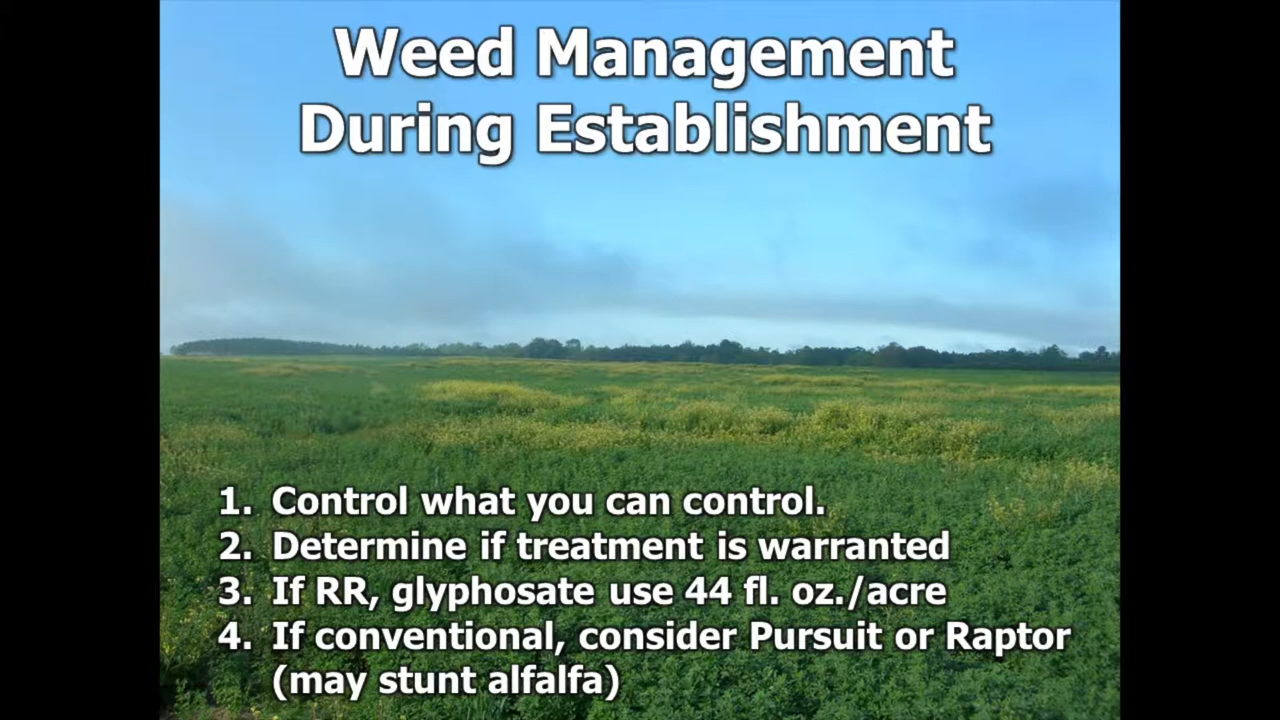 Weed Management
During Establishment
1. Control what you can control.
2. Determine if treatment is warranted
3. If RR, glyphosate use 44 fl. oz./acre
4. If conventional, consider Pursuit or Raptor
(may stunt alfalfa)